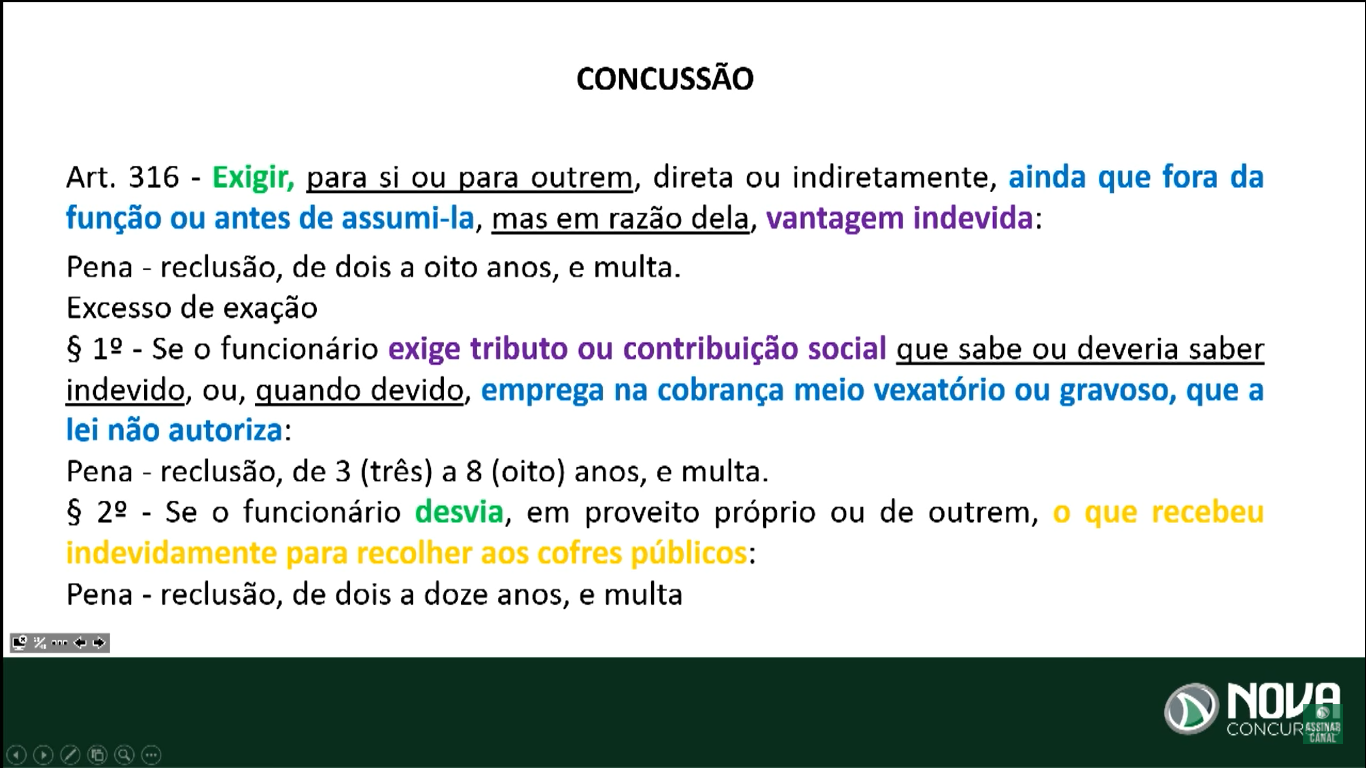 CONCUSSÃO
Art. 316 - Exigir, para si ou para outrem, direta ou indiretamente, ainda que fora da
função ou antes de assumi-la, mas em razão dela, vantagem indevida:
Pena - reclusão, de dois a oito anos, e multa.
Excesso de exação
§ 1º - Se o funcionário exige tributo ou contribuição social que sabe ou deveria saber
indevido, ou, quando devido, emprega na cobrança meio vexatório ou gravoso, que a
lei não autoriza:
Pena - reclusão, de 3 (três) a 8 (oito) anos, e multa.
§ 2º - Se o funcionário desvia, em proveito próprio ou de outrem, o que recebeu
indevidamente para recolher aos cofres públicos:
Pena - reclusão, de dois a doze anos, e multa
NOVA
ASSINAR
CANAL